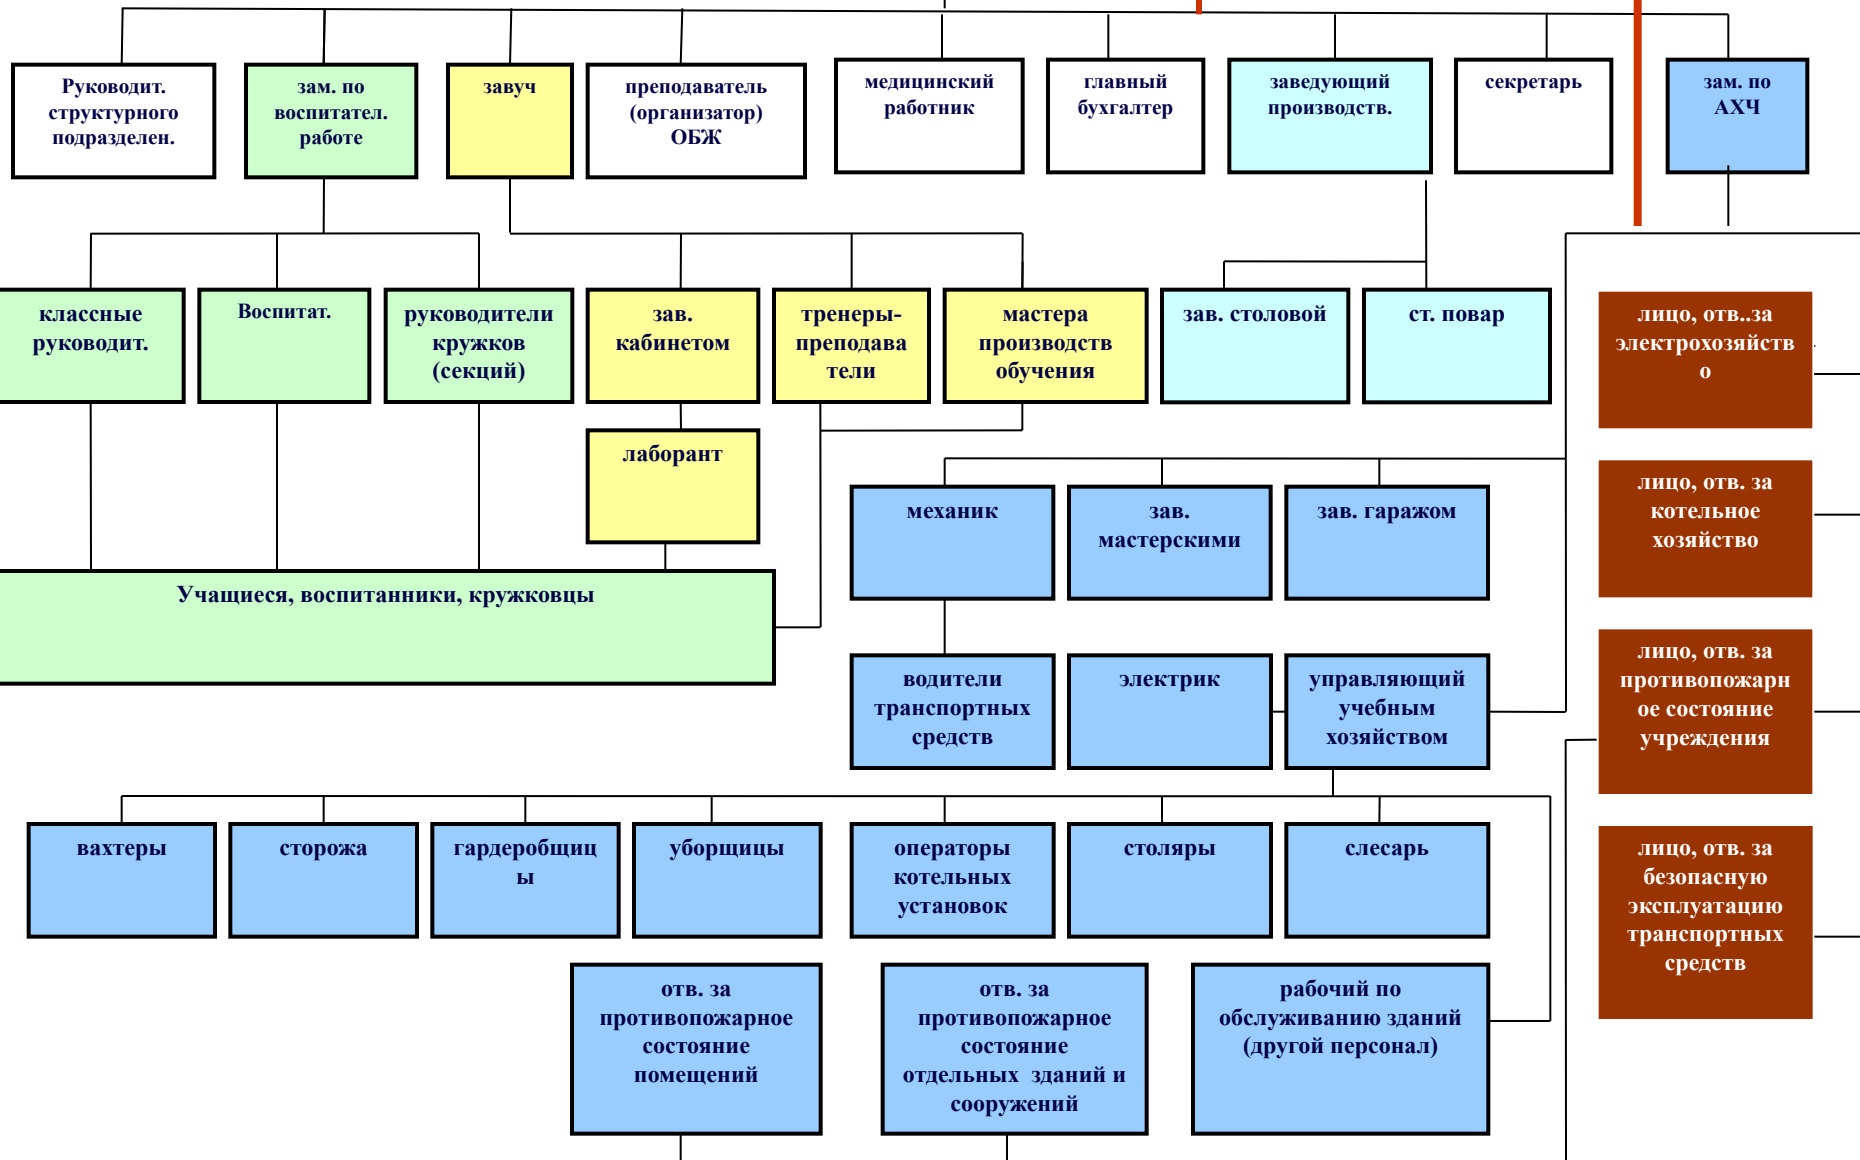 Руководит.
структурного
подразделен.
зам. по
воспитател.
работе
завуч
преподаватель
(организатор)
ОБЖ
медицинский
работник
главный
бухгалтер
заведующий
производств.
секретарь
зам. по
АХЧ
классные
руководит.
Воспитат.
руководители
кружков
(секций)
зав.
кабинетом
тренеры-
преподава
тели
мастера
производств
обучения
зав. столовой
ст. повар
лицо, отв..за
электрохозяйств
о
лаборант
механик
зав.
мастерскими
зав. гаражом
лицо, отв. за
котельное
хозяйство
Учащиеся, воспитанники, кружковцы
водители
транспортных
средств
электрик
управляющий
учебным
хозяйством
лицо, отв. за
противопожарн
ое состояние
учреждения
вахтеры
сторожа
гардеробщиц
ы
уборщицы
операторы
котельных
установок
столяры
слесарь
лицо, отв. за
безопасную
эксплуатацию
транспортных
средств
отв. за
противопожарное
состояние
помещений
отв. за
противопожарное
состояние
отдельных  зданий и
сооружений
рабочий по
обслуживанию зданий
(другой персонал)